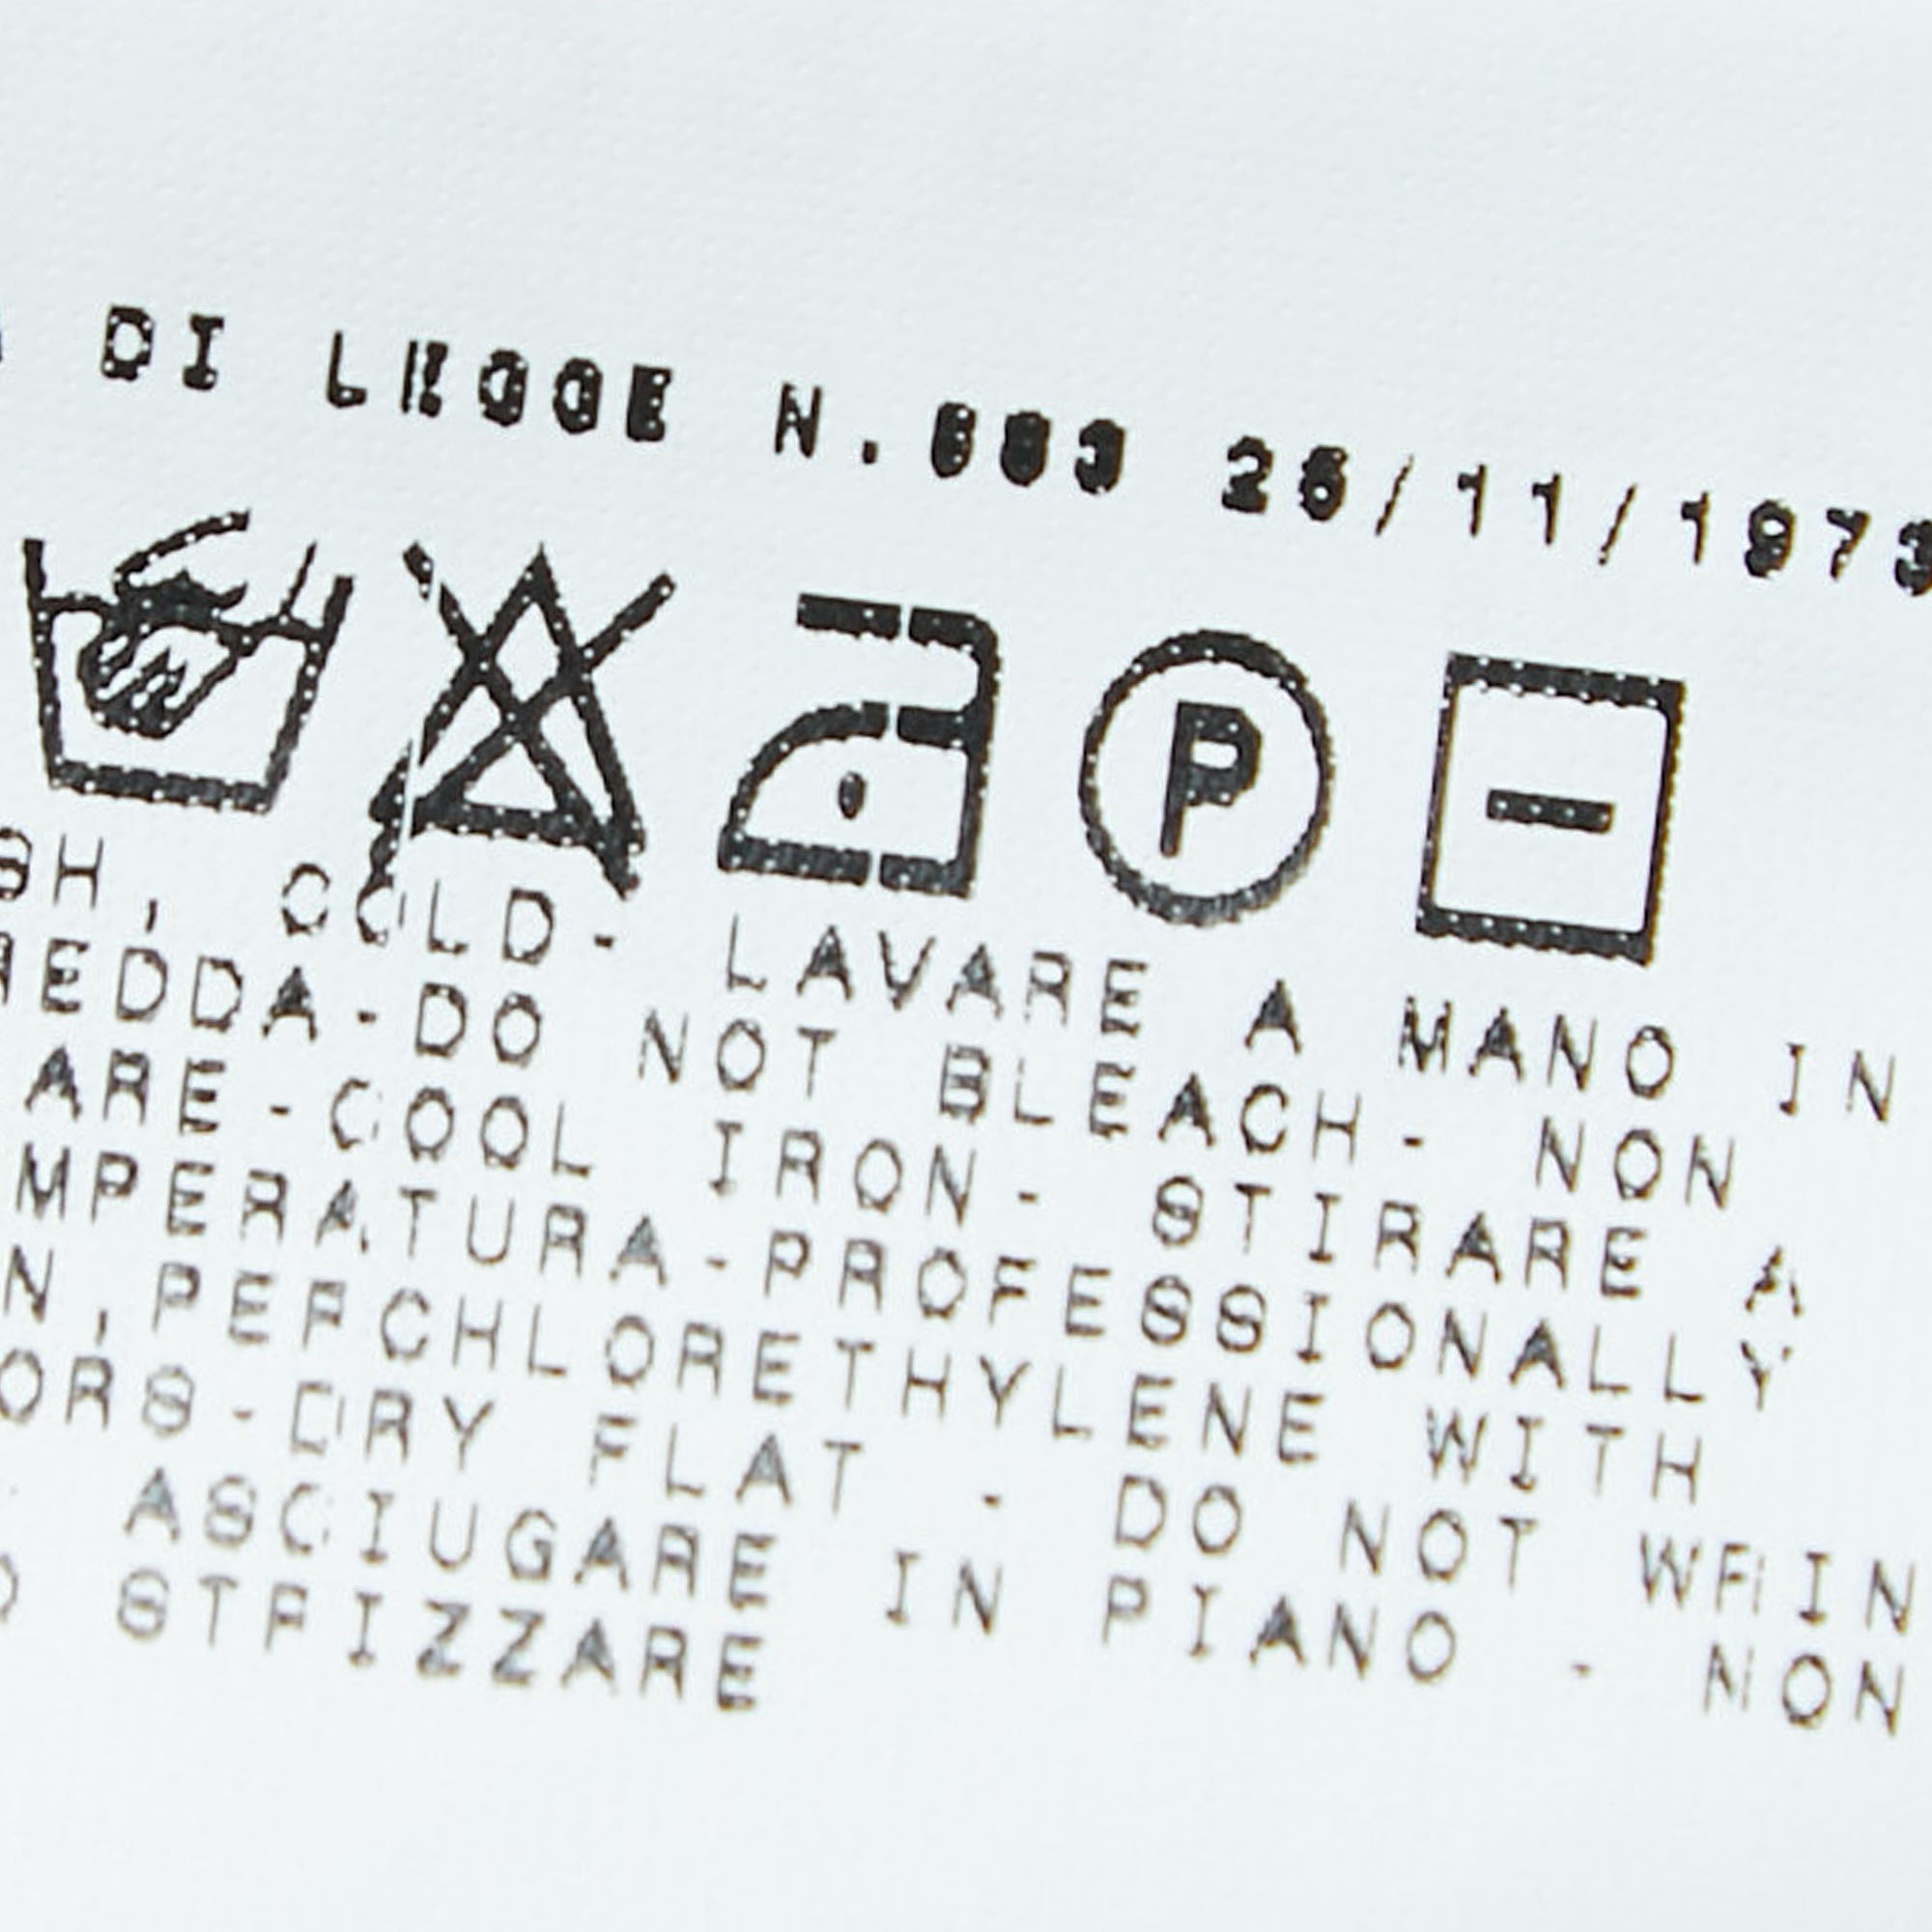 DI LEGGE N.883 26/11/1973
P
SH, COLD- LAVARE A MANO IN
REDDA-DO NOT BLEACH- NON
ARE-COOL IRON- STIRARE A
MPERATURA-PROFESSIONALLY
N,PERCHLORETHYLENE WITH
ORS-DRY FLAT - DO NOT WRIN
ASCIUGARE IN PIANO - NON
STRIZZARE